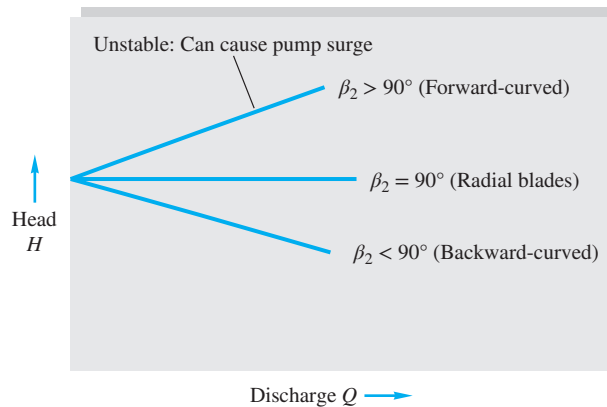 Unstable: Can cause pump surge
β₂ > 90° (Forward-curved)
β₂ = 90° (Radial blades)
Head
H
β₂ < 90° (Backward-curved)
Discharge Q